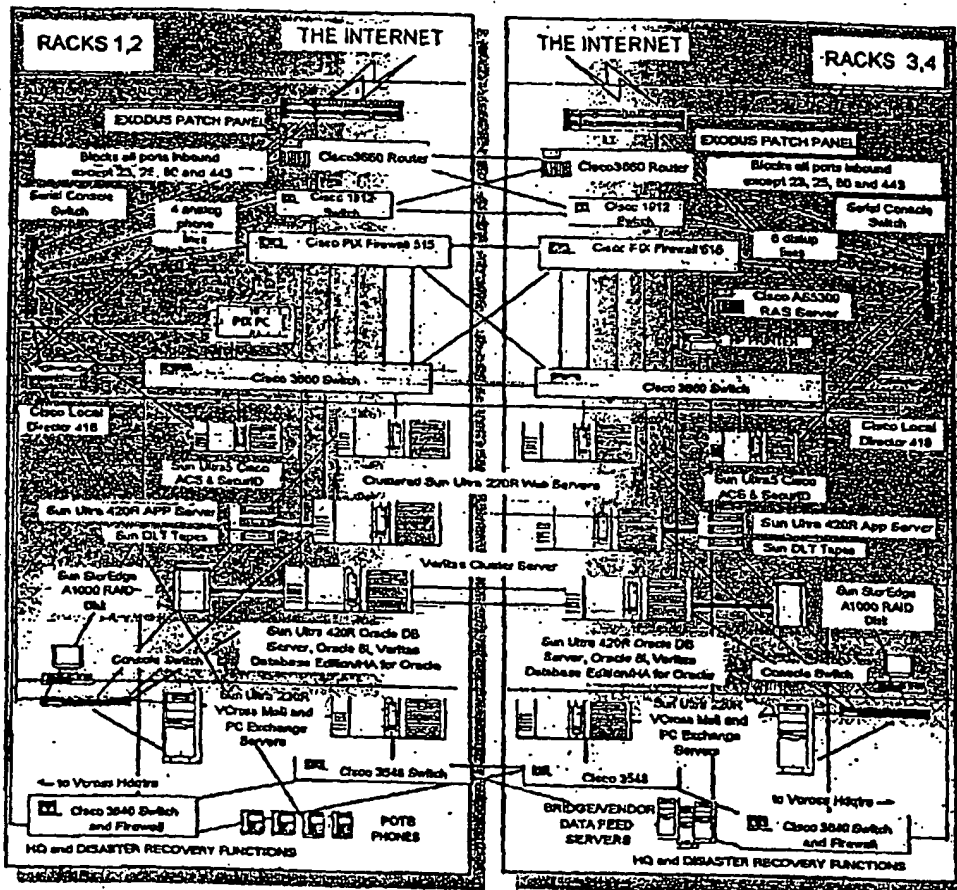 RACKS 1,2
THE INTERNET
EXODUS PATCH PANEL
Blocks all ports Inbound
except 23, 25, 80 and 443
Cisco3660 Router
Serial Console
Switch
4 analog
phone
lines
Cisco 1912
Switch
Cisco PIX Firewall 515
PIX PC
Cisco 3660 Switch
Cisco Local
Director 416
Sun Ultra5 Cisco
ACS & SecurID
Clustered Sun Ultra 220R Web Servers
Sun Ultra 420R APP Server
Sun DLT Tapes
Veritas Cluster Server
Sun StorEdge
A1000 RAID
Disk
Sun Ultra 420R Oracle DB
Server, Oracle 8i, Veritas
Database Edition/HA for Oracle
Console Switch
Sun Ultra 220R
VCross Mail and
PC Exchange
Servers
Cisco 3548 Switch
to Vcross Hdqtrs
Cisco 3640 Switch
and Firewall
POTS
PHONES
HQ and DISASTER RECOVERY FUNCTIONS
THE INTERNET
RACKS 3,4
EXODUS PATCH PANEL
Cisco3660 Router
Blocks all ports Inbound
except 23, 25, 80 and 443
Cisco 1912
Switch
Serial Console
Switch
Cisco PIX Firewall
dialup
lines
Cisco AS5300
RAS Server
HP PRINTER
Cisco 3660 Switch
Cisco Local
Director 416
Sun Ultra5 Cisco
ACS & SecurID
Sun Ultra 420R App Server
Sun DLT Tapes
Sun StorEdge
A1000 RAID
Disk
Sun Ultra 420R Oracle DB
Server, Oracle 8i, Veritas
Database Edition/HA for Oracle
Console Switch
Sun Ultra 220R
VCross Mail and
PC Exchange
Servers
Cisco 3548
to Vcross Hdqtrs
BRIDGE/VENDOR
DATA FEED
SERVERS
Cisco 3640 Switch
and Firewall
HQ and DISASTER RECOVERY FUNCTIONS